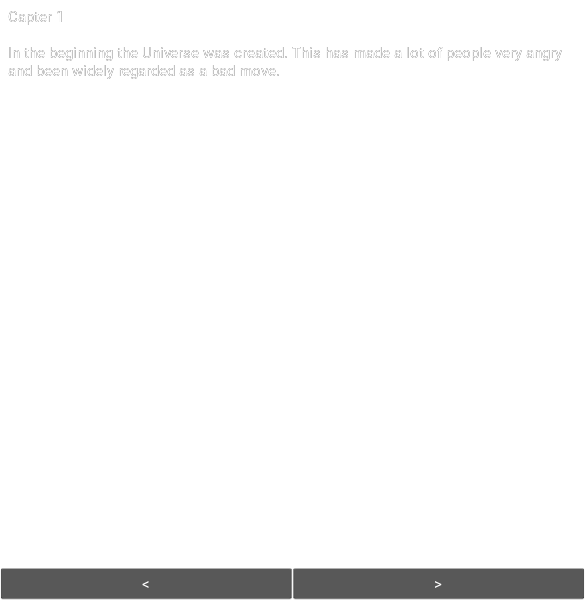 Capter 1
In the beginning the Universe was created. This has made a lot of people very angry
and been widely regarded as a bad move.
< >